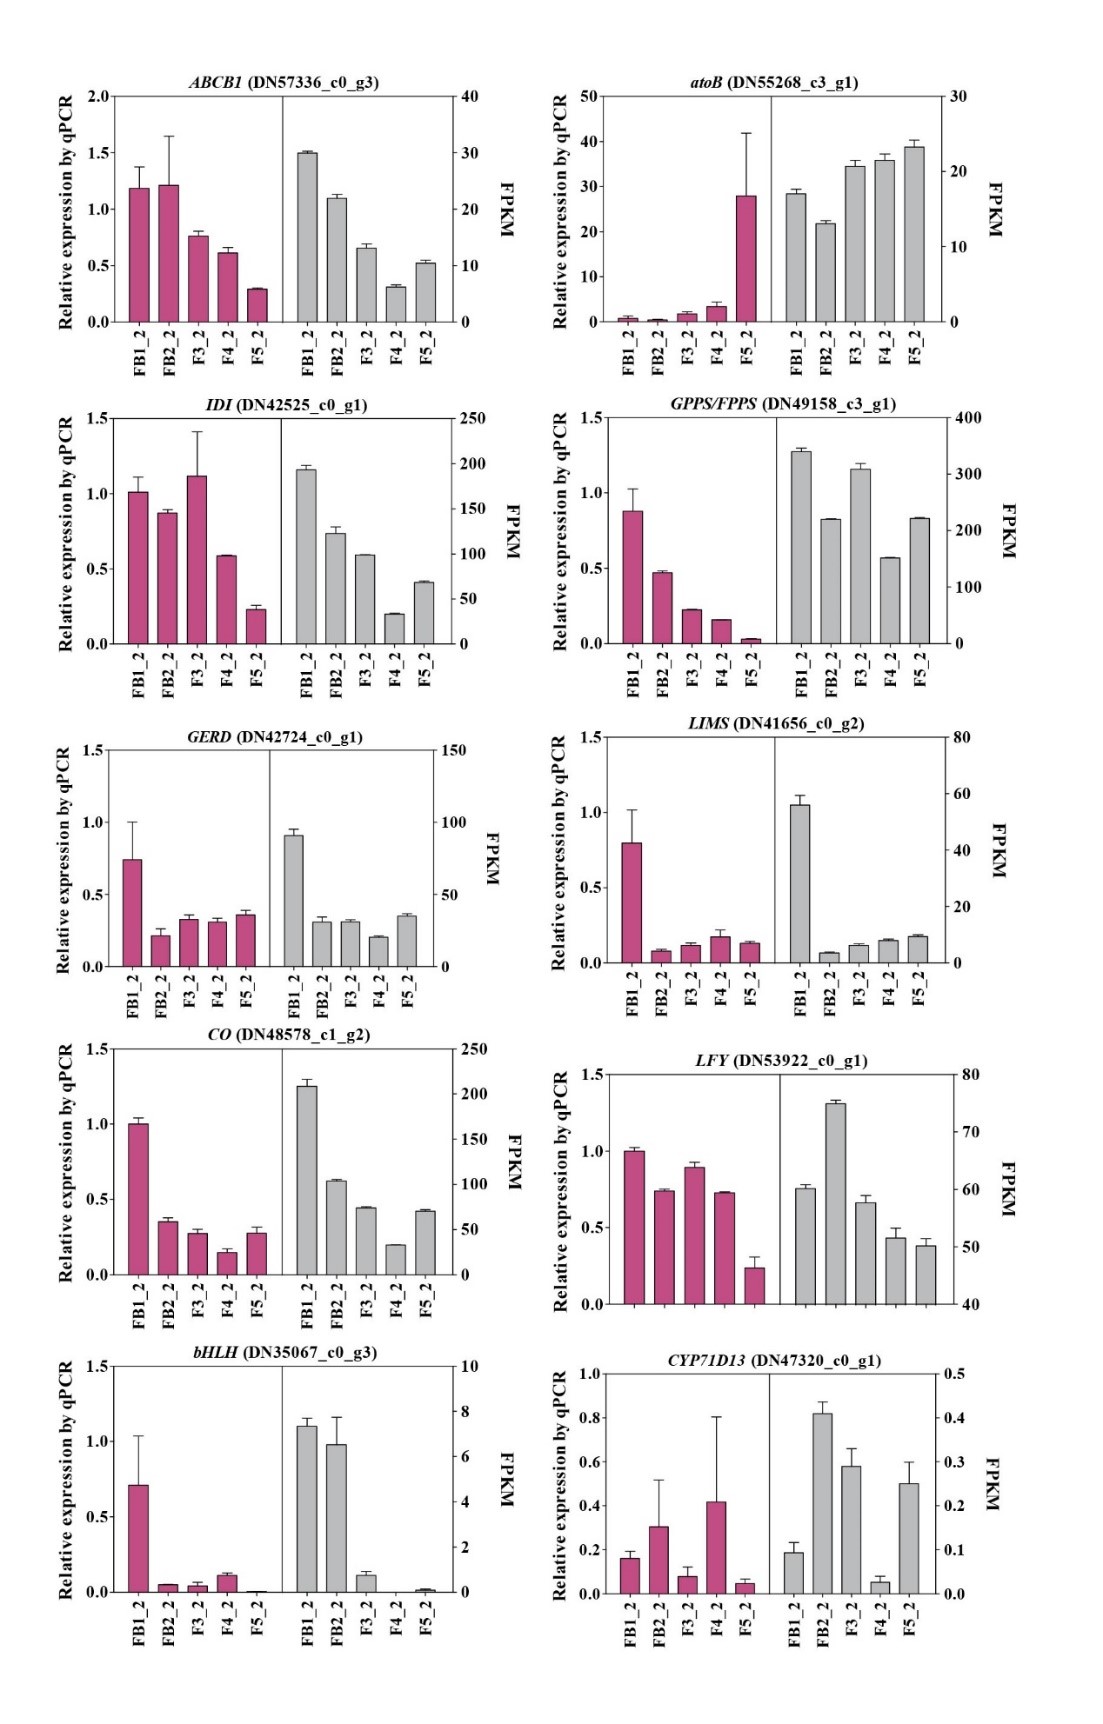 ABCB1 (DN57336_c0_g3)
Relative expression by qPCR
2.0
1.5
1.0
0.5
0.0
40
30
20
10
0
FPKM
FB1_2
FB2_2
F3_2
F4_2
F5_2
FB1_2
FB2_2
F3_2
F4_2
F5_2
atoB (DN55268_c3_g1)
Relative expression by qPCR
50
40
30
20
10
0
30
20
10
0
FPKM
FB1_2
FB2_2
F3_2
F4_2
F5_2
FB1_2
FB2_2
F3_2
F4_2
F5_2
IDI (DN42525_c0_g1)
Relative expression by qPCR
1.5
1.0
0.5
0.0
250
200
150
100
50
0
FPKM
FB1_2
FB2_2
F3_2
F4_2
F5_2
FB1_2
FB2_2
F3_2
F4_2
F5_2
GPPS/FPPS (DN49158_c3_g1)
Relative expression by qPCR
1.5
1.0
0.5
0.0
400
300
200
100
0
FPKM
FB1_2
FB2_2
F3_2
F4_2
F5_2
FB1_2
FB2_2
F3_2
F4_2
F5_2
GERD (DN42724_c0_g1)
Relative expression by qPCR
1.5
1.0
0.5
0.0
150
100
50
0
FPKM
FB1_2
FB2_2
F3_2
F4_2
F5_2
FB1_2
FB2_2
F3_2
F4_2
F5_2
LIMS (DN41656_c0_g2)
Relative expression by qPCR
1.5
1.0
0.5
0.0
80
60
40
20
0
FPKM
FB1_2
FB2_2
F3_2
F4_2
F5_2
FB1_2
FB2_2
F3_2
F4_2
F5_2
CO (DN48578_c1_g2)
Relative expression by qPCR
1.5
1.0
0.5
0.0
250
200
150
100
50
0
FPKM
FB1_2
FB2_2
F3_2
F4_2
F5_2
FB1_2
FB2_2
F3_2
F4_2
F5_2
LFY (DN53922_c0_g1)
Relative expression by qPCR
1.5
1.0
0.5
0.0
80
70
60
50
40
FPKM
bHLH (DN35067_c0_g3)
Relative expression by qPCR
1.5
1.0
0.5
0.0
10
8
6
4
2
0
FPKM
FB1_2
FB2_2
F3_2
F4_2
F5_2
FB1_2
FB2_2
F3_2
F4_2
F5_2
CYP71D13 (DN47320_c0_g1)
Relative expression by qPCR
1.0
0.8
0.6
0.4
0.2
0.0
0.5
0.4
0.3
0.2
0.1
0.0
FPKM
FB1_2
FB2_2
F3_2
F4_2
F5_2
FB1_2
FB2_2
F3_2
F4_2
F5_2